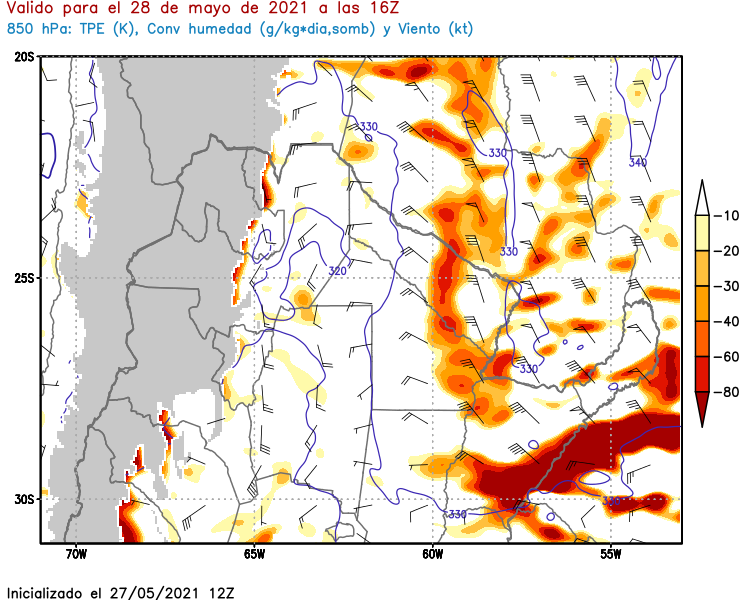 Valido para el 28 de mayo de 2021 a las 16Z
850 hPa: TPE (K), Conv humedad (g/kg*dia,somb) y Viento (kt)
20S
330
330
340
-10
-20
330
320
25S
-30
-40
330
-60
-80
30S
330
330
70W 65W 60W 55W
Inicializado el 27/05/2021 12Z